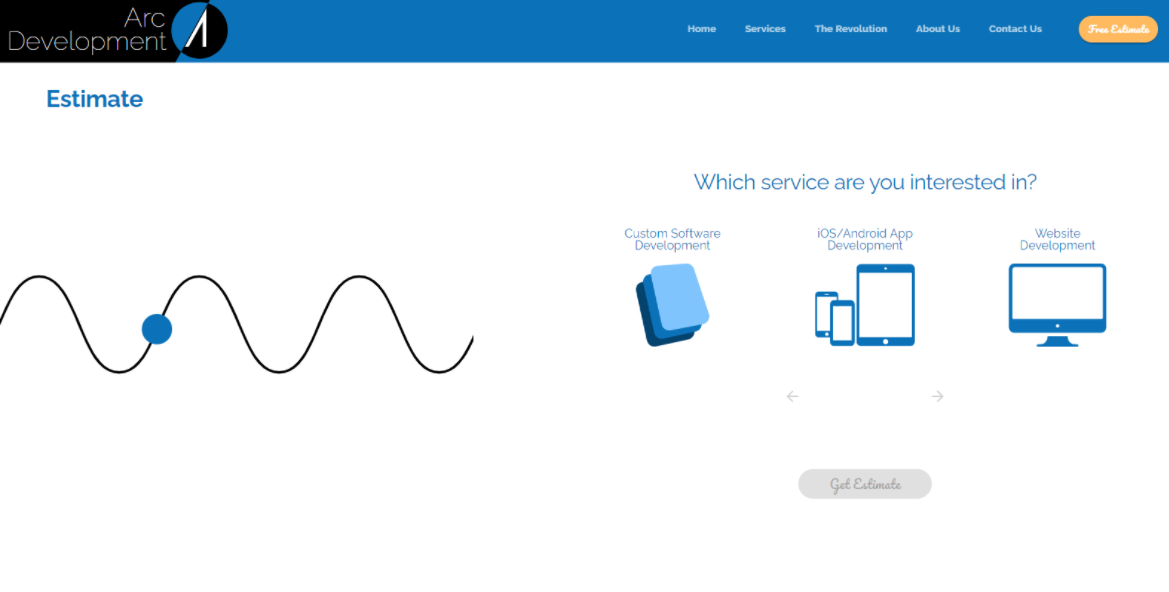 Arc
Development
Home Services The Revolution About Us Contact Us Free Estimate
Estimate
Which service are you interested in?
Custom Software
Development
iOS/Android App
Development
Website
Development
Get Estimate